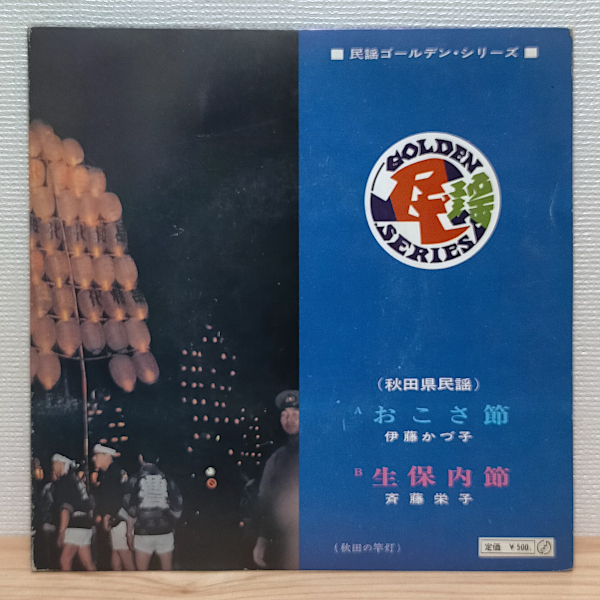 ■ 民謡ゴールデン・シリーズ ■
GOLDEN
民謡
SERIES
(秋田県民謡)
A おこさ節
伊藤かづ子
B 生保内節
斉藤栄子
(秋田の竿灯)
定価 ¥500.